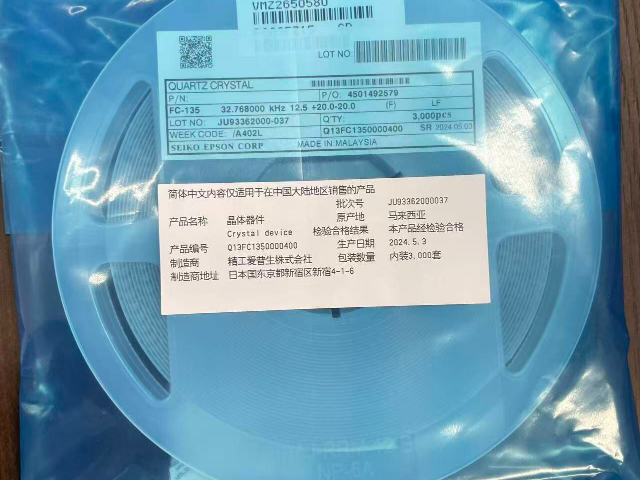 VMZ265058U
LOT NO:
QUARTZ CRYSTAL
P/N: P/O: 4501492579
FC-135 32.768000 KHz 12.5 +20.0-20.0 (F) LF
LOT NO: JU93362000-037 Q'TY: 3,000pcs
WEEK CODE: /A402L Q13FC1350000400 SR 2024.05.03
SEIKO EPSON CORP MADE IN MALAYSIA
简体中文内容仅适用于在中国大陆地区销售的产品
批次号 JU93362000037
产品名称 晶体器件 原产地 马来西亚
Crystal device 检验合格结果 本产品经检验合格
产品编号 Q13FC1350000400 生产日期 2024.5.3
制造商 精工爱普生株式会社 包装数量 内装3,000套
制造商地址 日本国东京都新宿区新宿4-1-6